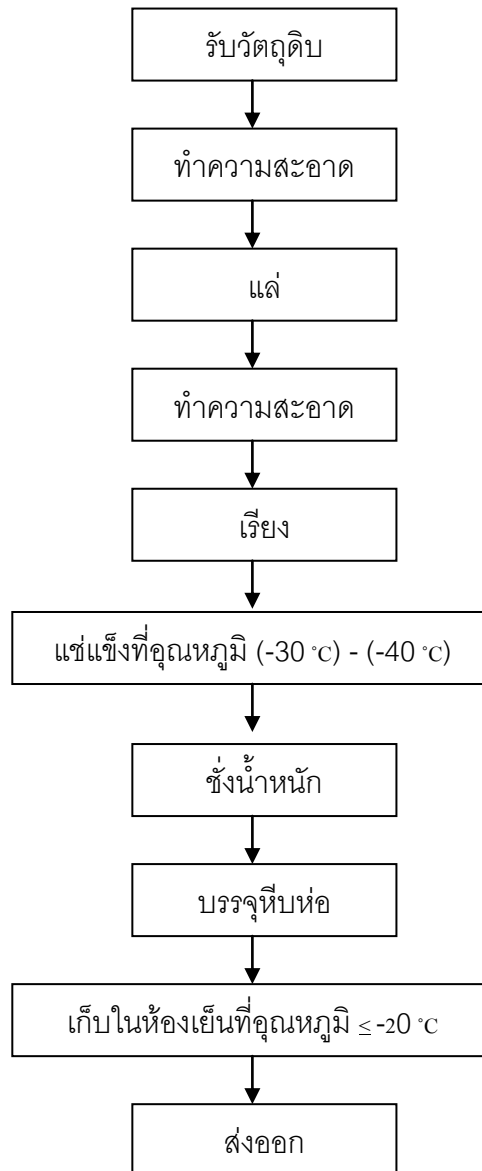 รับวัตถุดิบ
ทำความสะอาด
แล่
ทำความสะอาด
เรียง
แช่แข็งที่อุณหภูมิ (-30 °C) - (-40 °C)
ชั่งน้ำหนัก
บรรจุหีบห่อ
เก็บในห้องเย็นที่อุณหภูมิ ≤ -20 °C
ส่งออก